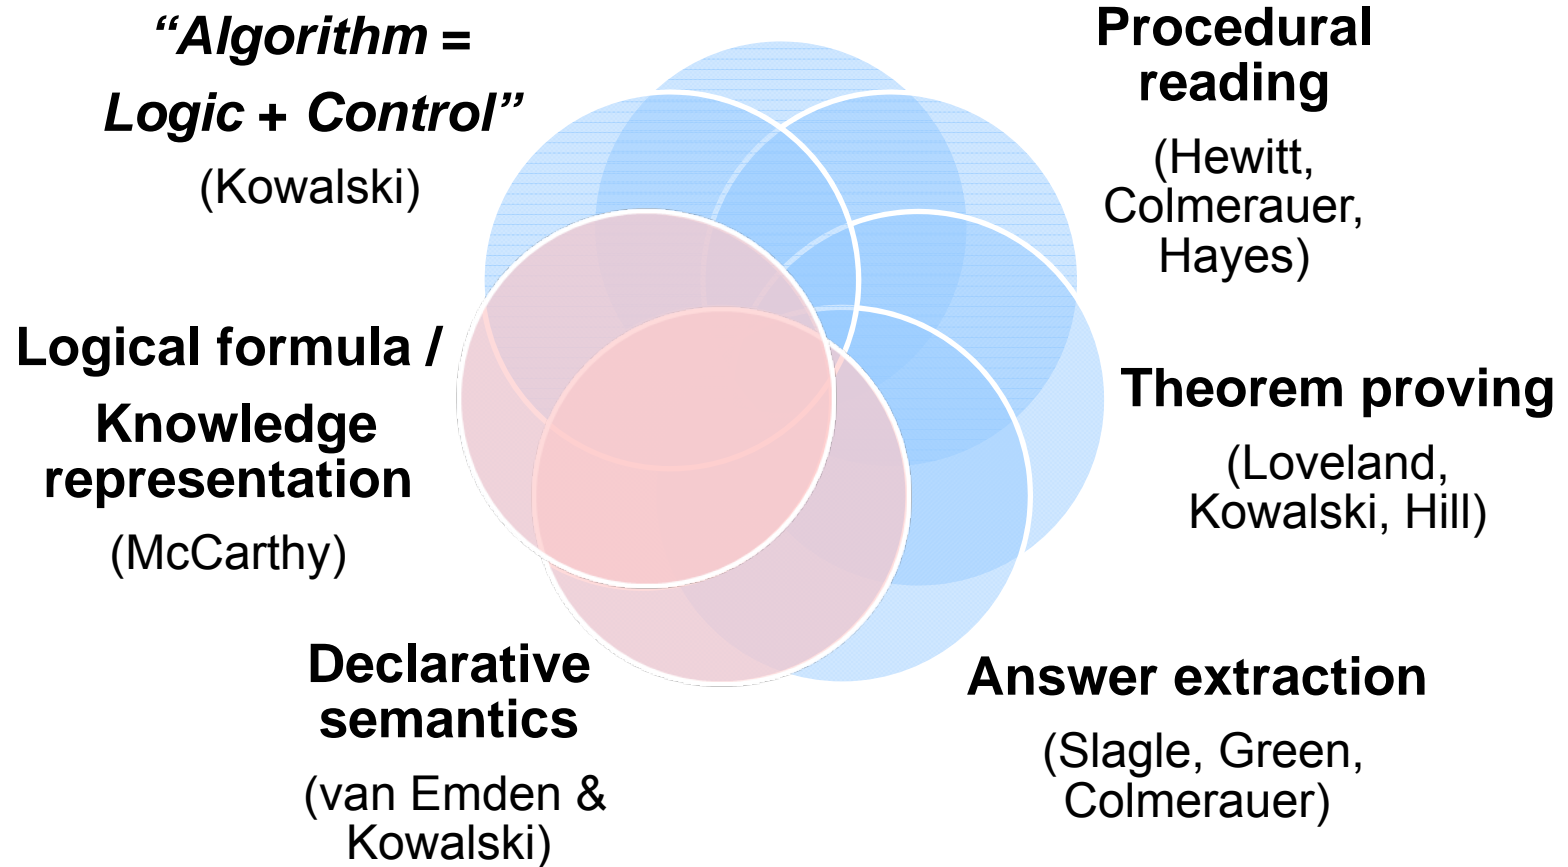 “Algorithm =
Logic + Control”
(Kowalski)
Procedural
reading
(Hewitt,
Colmerauer,
Hayes)
Logical formula /
Knowledge
representation
(McCarthy)
Theorem proving
(Loveland,
Kowalski, Hill)
Declarative
semantics
(van Emden &
Kowalski)
Answer extraction
(Slagle, Green,
Colmerauer)